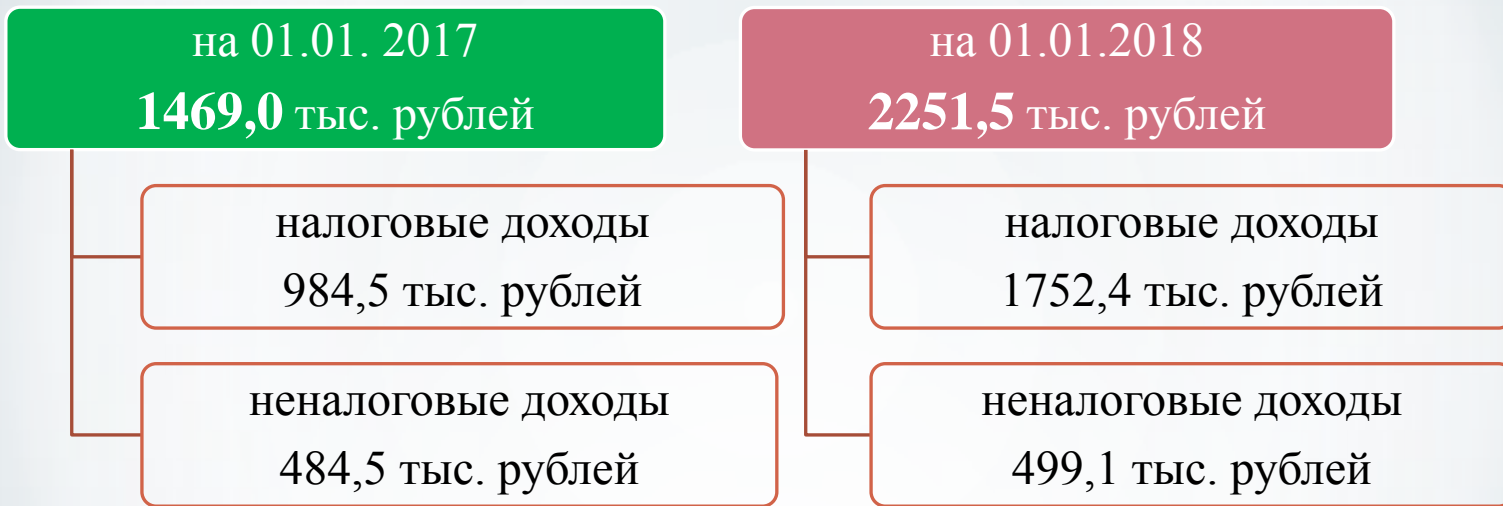 на 01.01. 2017
1469,0 тыс. рублей
налоговые доходы
984,5 тыс. рублей
неналоговые доходы
484,5 тыс. рублей
на 01.01.2018
2251,5 тыс. рублей
налоговые доходы
1752,4 тыс. рублей
неналоговые доходы
499,1 тыс. рублей